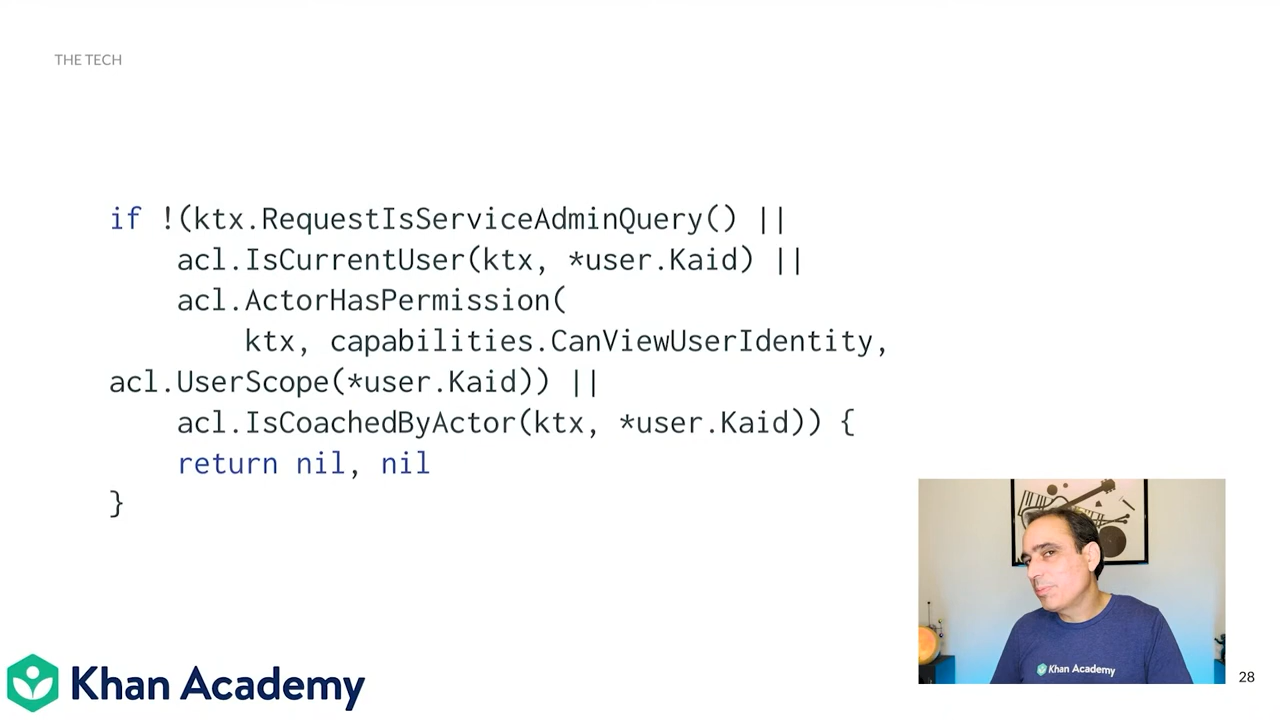 THE TECH
if !(ktx.RequestIsServiceAdminQuery() ||
    acl.IsCurrentUser(ktx, *user.Kaid) ||
    acl.ActorHasPermission(
        ktx, capabilities.CanViewUserIdentity,
acl.UserScope(*user.Kaid)) ||
    acl.IsCoachedByActor(ktx, *user.Kaid)) {
    return nil, nil
}
Khan Academy
28
Khan Academy